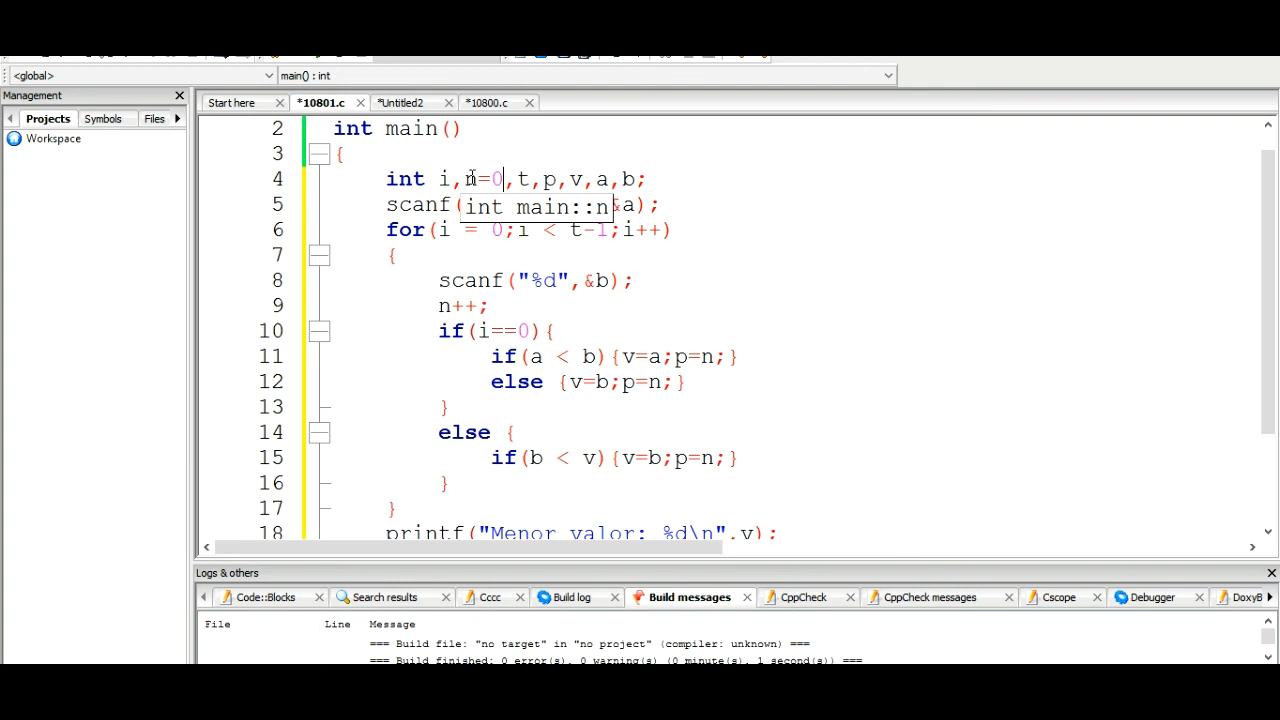 <global>
main() : int
Management
Start here
*10801.c
*Untitled2
*10800.c
Projects
Symbols
Files
Workspace
2 int main()
3 {
4 int i,n=0,t,p,v,a,b;
5 scanf( &a);
int main::n
6 for(i = 0;i < t-1;i++)
7 {
8 scanf("%d",&b);
9 n++;
10 if(i==0){
11 if(a < b){v=a;p=n;}
12 else {v=b;p=n;}
13 }
14 else {
15 if(b < v){v=b;p=n;}
16 }
17 }
18 printf("Menor valor: %d\n",v);
Logs & others
Code::Blocks
Search results
Cccc
Build log
Build messages
CppCheck
CppCheck messages
Cscope
Debugger
DoxyB
File Line Message
=== Build file: "no target" in "no project" (compiler: unknown) ===
=== Build finished: 0 error(s), 0 warning(s) (0 minute(s), 1 second(s)) ===